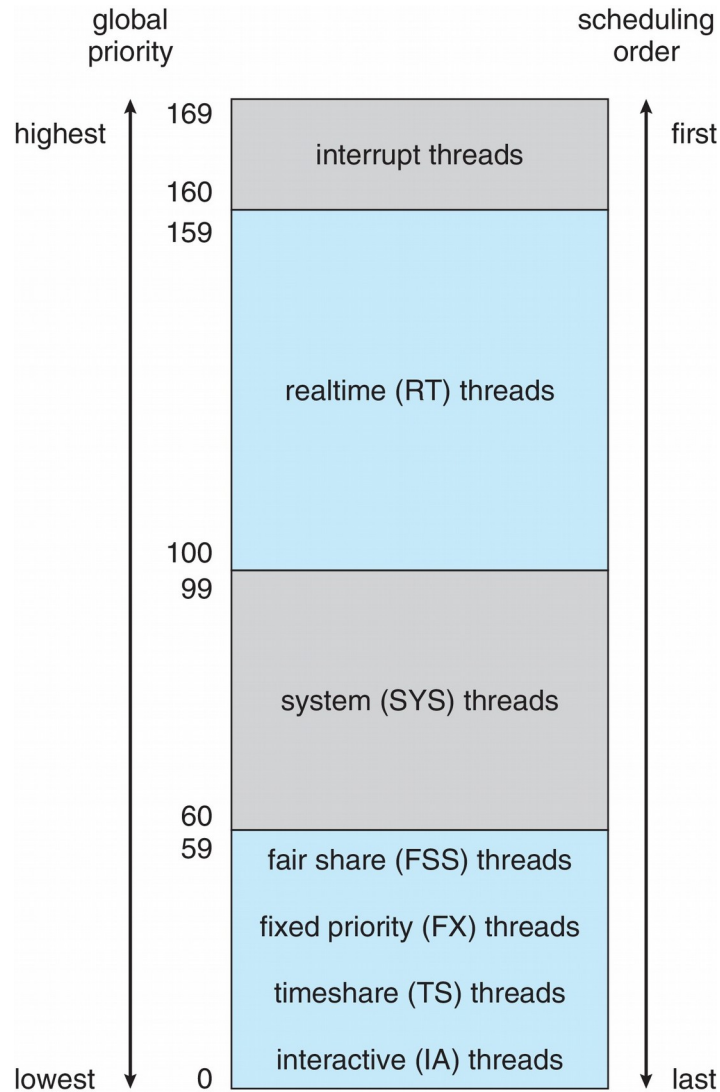 global
priority
scheduling
order
highest
169
interrupt threads
first
160
159
realtime (RT) threads
100
99
system (SYS) threads
60
59
fair share (FSS) threads
fixed priority (FX) threads
timeshare (TS) threads
interactive (IA) threads
lowest
0
last